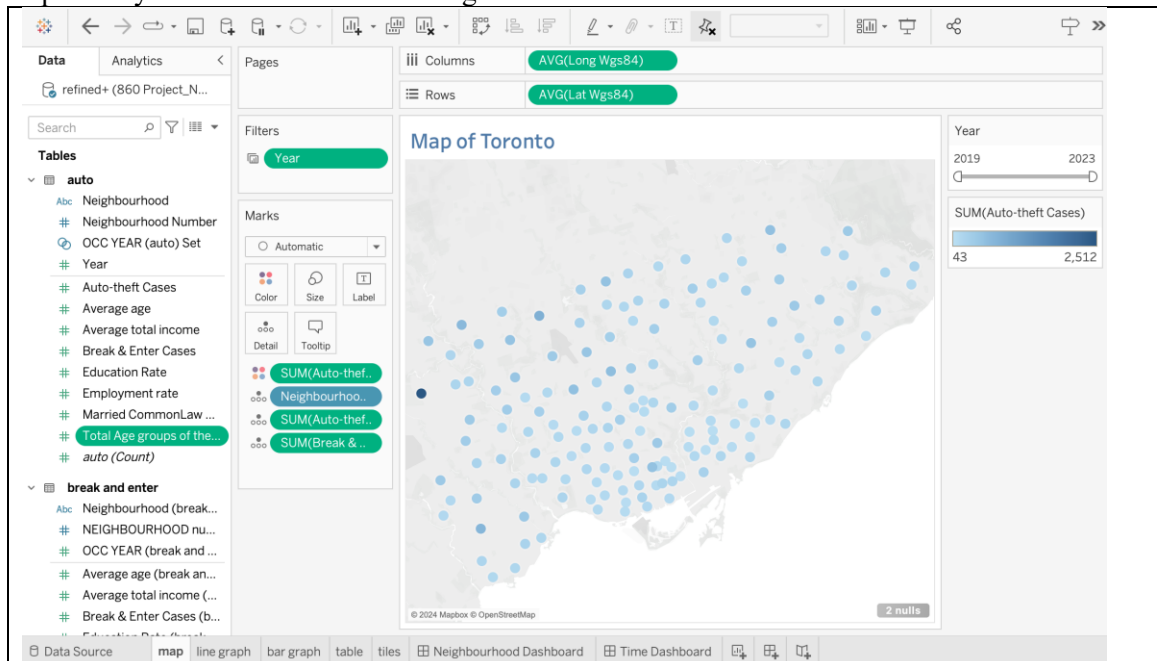 Data
Analytics
Pages
iii Columns
AVG(Long Wgs84)
Rows
AVG(Lat Wgs84)
refined+ (860 Project_N...
Search
Tables
auto
Abc Neighbourhood
# Neighbourhood Number
OCC YEAR (auto) Set
# Year
# Auto-theft Cases
# Average age
# Average total income
# Break & Enter Cases
# Education Rate
# Employment rate
# Married CommonLaw ...
# Total Age groups of the...
# auto (Count)
break and enter
Abc Neighbourhood (break...
# NEIGHBOURHOOD nu...
# OCC YEAR (break and ...
# Average age (break an...
# Average total income (...
# Break & Enter Cases (b...
Filters
Year
Marks
Automatic
Color
Size
Label
Detail
Tooltip
SUM(Auto-thef..
Neighbourhoo..
SUM(Auto-thef..
SUM(Break & ..
Map of Toronto
© 2024 Mapbox © OpenStreetMap
2 nulls
Year
2019
2023
SUM(Auto-theft Cases)
43
2,512
Data Source
map
line graph
bar graph
table
tiles
Neighbourhood Dashboard
Time Dashboard